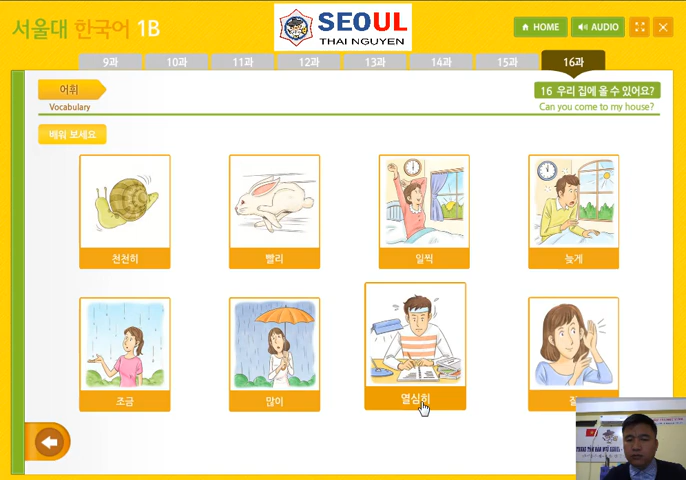 서울대 한국어 1B
SEOUL
THAI NGUYEN
HOME
AUDIO
9과
10과
11과
12과
13과
14과
15과
16과
어휘
Vocabulary
16 우리 집에 올 수 있어요?
Can you come to my house?
배워 보세요
천천히
빨리
일찍
늦게
조금
많이
열심히